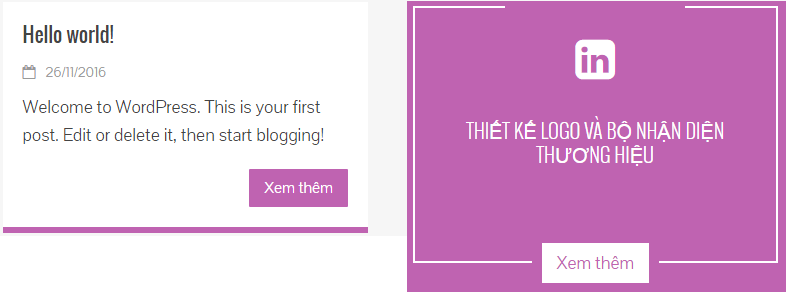 Hello world!
26/11/2016
Welcome to WordPress. This is your first
post. Edit or delete it, then start blogging!
Xem thêm
in
THIẾT KẾ LOGO VÀ BỘ NHẬN DIỆN
THƯƠNG HIỆU
Xem thêm